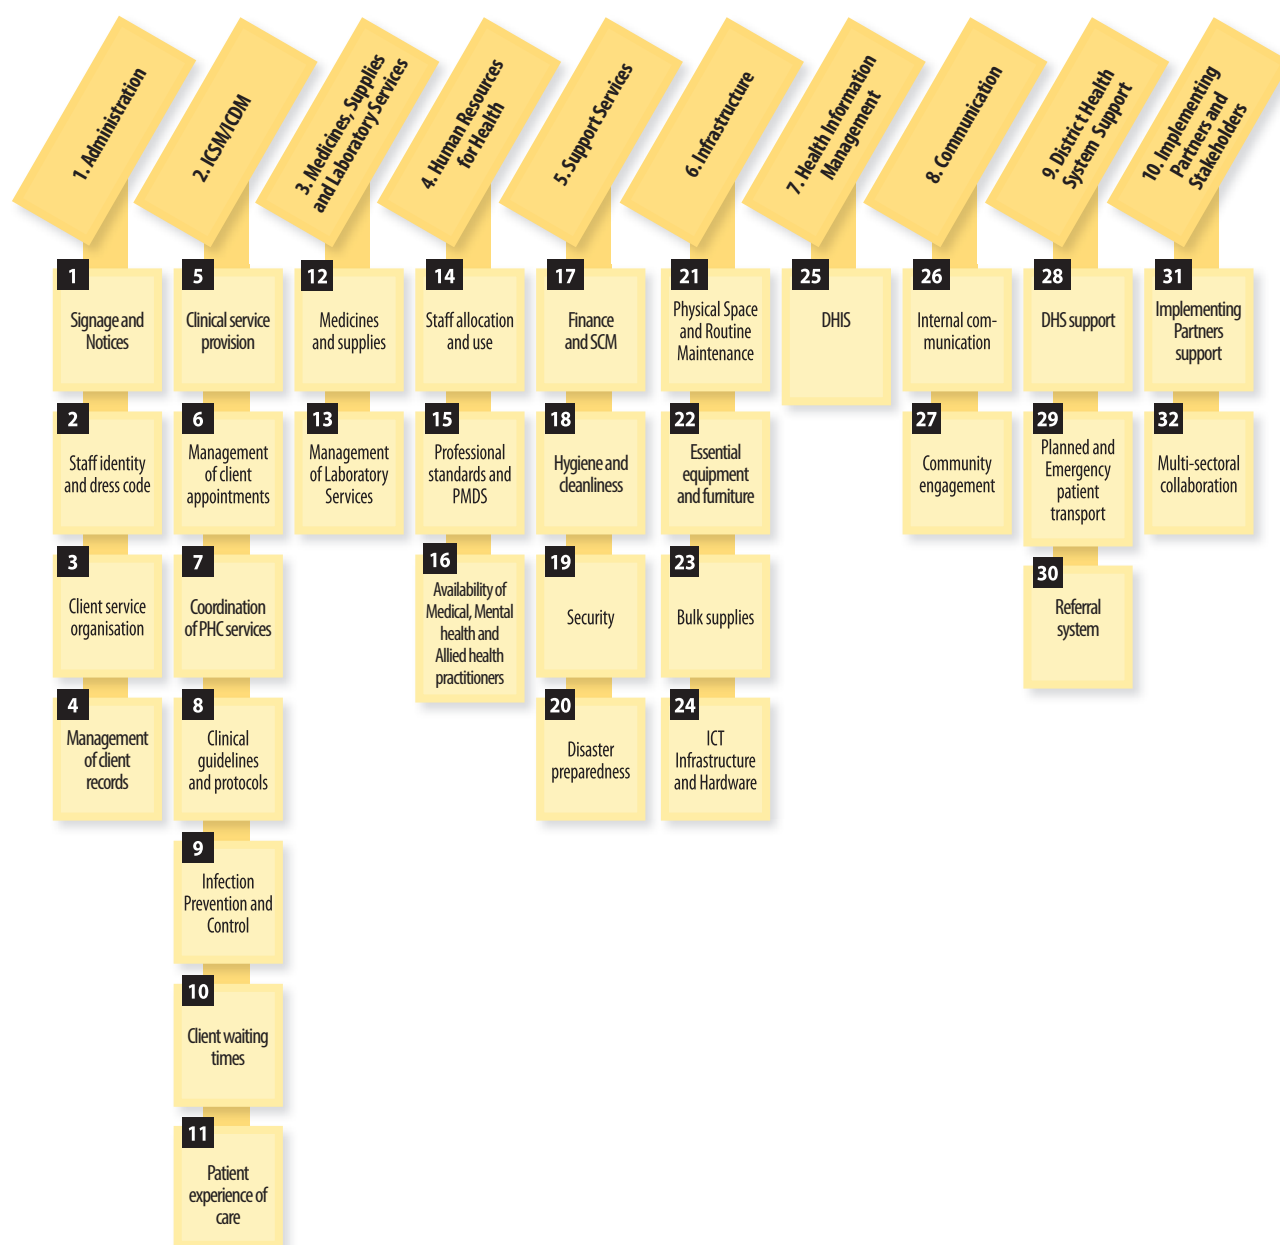 1. Administration
2. ICSM/ICDM
3. Medicines, Supplies
and Laboratory Services
4. Human Resources
for Health
5. Support Services
6. Infrastructure
7. Health Information
Management
8. Communication
9. District Health
System Support
10. Implementing
Partners and
Stakeholders
1
Signage and
Notices
2
Staff identity
and dress code
3
Client service
organisation
4
Management
of client
records
5
Clinical service
provision
6
Management
of client
appointments
7
Coordination
of PHC services
8
Clinical
guidelines
and protocols
9
Infection
Prevention and
Control
10
Client waiting
times
11
Patient
experience of
care
12
Medicines
and supplies
13
Management
of Laboratory
Services
14
Staff allocation
and use
15
Professional
standards and
PMDS
16
Availability of
Medical, Mental
health and
Allied health
practitioners
17
Finance
and SCM
18
Hygiene and
cleanliness
19
Security
20
Disaster
preparedness
21
Physical Space
and Routine
Maintenance
22
Essential
equipment
and furniture
23
Bulk supplies
24
ICT
Infrastructure
and Hardware
25
DHIS
26
Internal com-
munication
27
Community
engagement
28
DHS support
29
Planned and
Emergency
patient
transport
30
Referral
system
31
Implementing
Partners
support
32
Multi-sectoral
collaboration